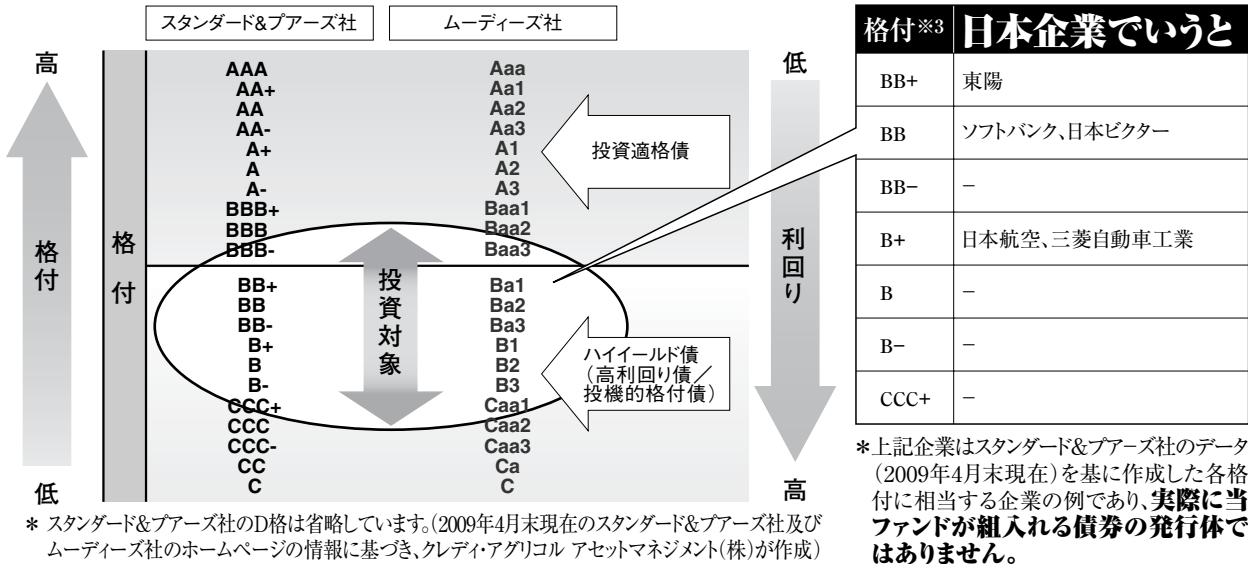 スタンダード&プアーズ社 ムーディーズ社
高 低
格付
格付
AAA Aaa
AA+ Aa1
AA Aa2
AA- Aa3
A+ A1
A A2
A- A3
BBB+ Baa1
BBB Baa2
BBB- Baa3
BB+ Ba1
BB Ba2
BB- Ba3
B+ B1
B B2
B- B3
CCC+ Caa1
CCC Caa2
CCC- Caa3
CC Ca
C C
投資適格債
投資対象
ハイイールド債
(高利回り債/
投機的格付債)
利回り
低 高
*スタンダード&プアーズ社のD格は省略しています。(2009年4月末現在のスタンダード&プアーズ社及び
ムーディーズ社のホームページの情報に基づき、クレディ・アグリコル アセットマネジメント(株)が作成)
格付※3 日本企業でいうと
BB+ 東陽
BB ソフトバンク、日本ビクター
BB− −
B+ 日本航空、三菱自動車工業
B −
B− −
CCC+ −
*上記企業はスタンダード&プアーズ社のデータ
(2009年4月末現在)を基に作成した各格
付に相当する企業の例であり、実際に当
ファンドが組入れる債券の発行体で
はありません。